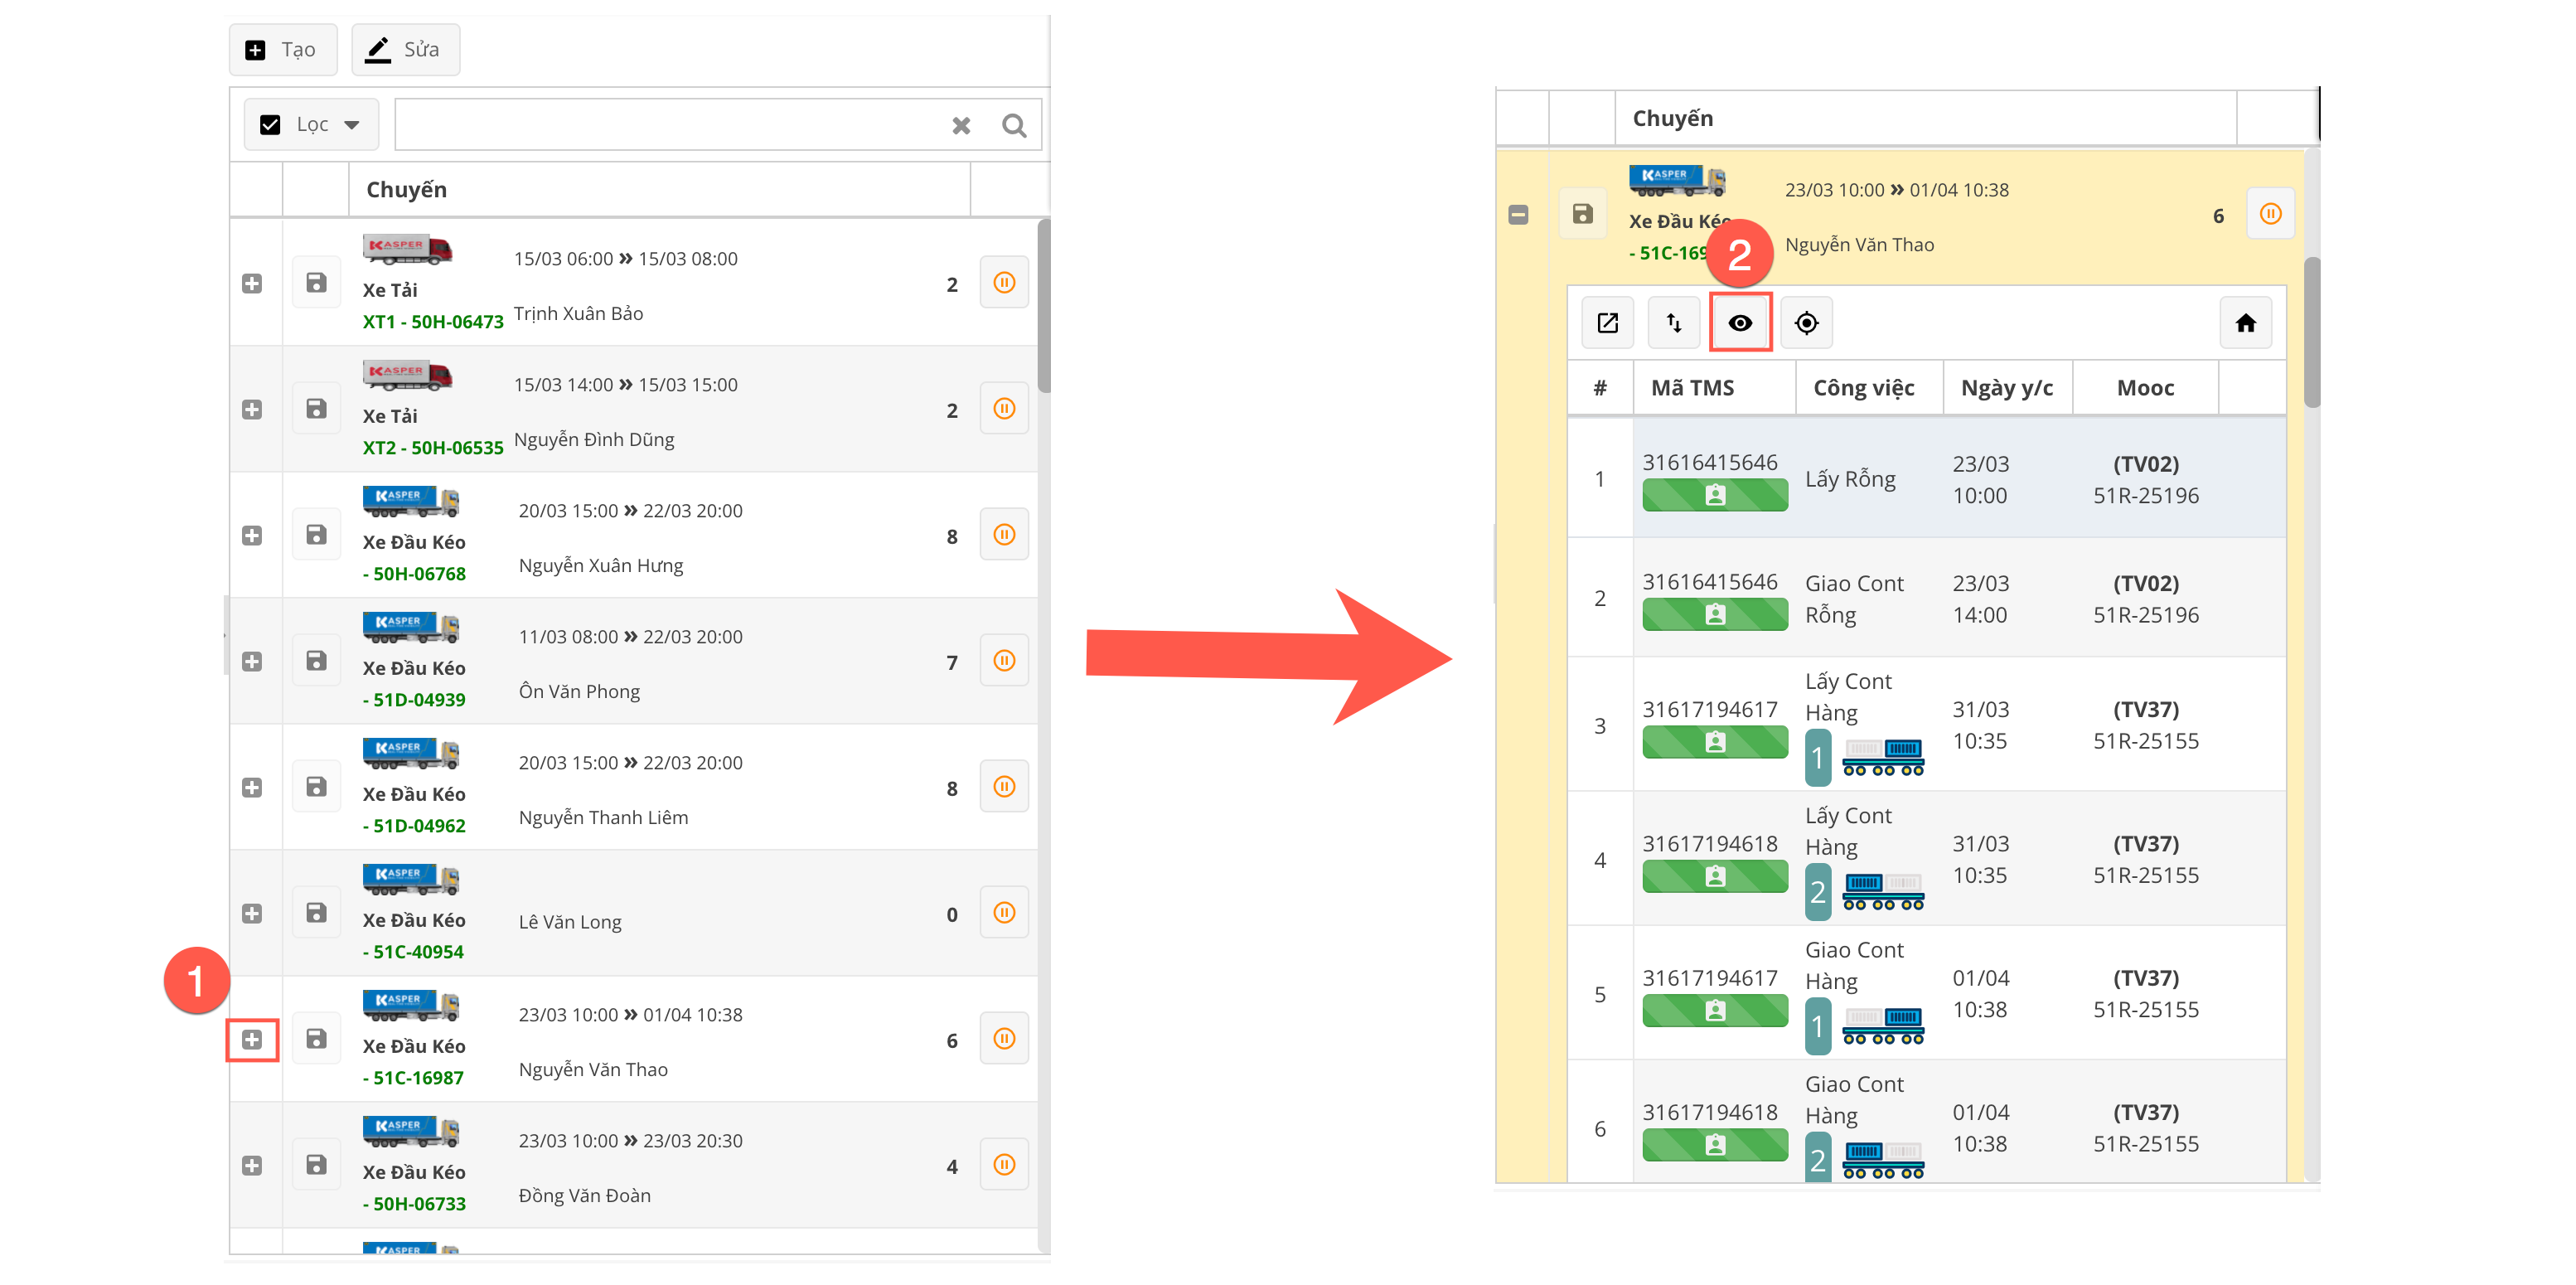 Tạo Sửa
Lọc
Chuyến
KASPER
15/03 06:00 » 15/03 08:00
Xe Tải
2
XT1 - 50H-06473
Trịnh Xuân Bảo
KASPER
15/03 14:00 » 15/03 15:00
Xe Tải
2
XT2 - 50H-06535
Nguyễn Đình Dũng
KASPER
20/03 15:00 » 22/03 20:00
Xe Đầu Kéo
8
- 50H-06768
Nguyễn Xuân Hưng
KASPER
11/03 08:00 » 22/03 20:00
Xe Đầu Kéo
7
- 51D-04939
Ôn Văn Phong
KASPER
20/03 15:00 » 22/03 20:00
Xe Đầu Kéo
8
- 51D-04962
Nguyễn Thanh Liêm
KASPER
Xe Đầu Kéo
Lê Văn Long
0
- 51C-40954
1
KASPER
23/03 10:00 » 01/04 10:38
Xe Đầu Kéo
6
- 51C-16987
Nguyễn Văn Thao
KASPER
23/03 10:00 » 23/03 20:30
Xe Đầu Kéo
4
- 50H-06733
Đồng Văn Đoàn
KASPER
Chuyến
KASPER
23/03 10:00 » 01/04 10:38
Xe Đầu Kéo
6
- 51C-169
Nguyễn Văn Thao
2
# Mã TMS Công việc Ngày y/c Mooc
1 31616415646 Lấy Rỗng 23/03 (TV02)
10:00 51R-25196
2 31616415646 Giao Cont 23/03 (TV02)
Rỗng 14:00 51R-25196
Lấy Cont
3 31617194617 Hàng 31/03 (TV37)
1 10:35 51R-25155
Lấy Cont
4 31617194618 Hàng 31/03 (TV37)
2 10:35 51R-25155
Giao Cont
5 31617194617 Hàng 01/04 (TV37)
1 10:38 51R-25155
Giao Cont
6 31617194618 Hàng 01/04 (TV37)
2 10:38 51R-25155